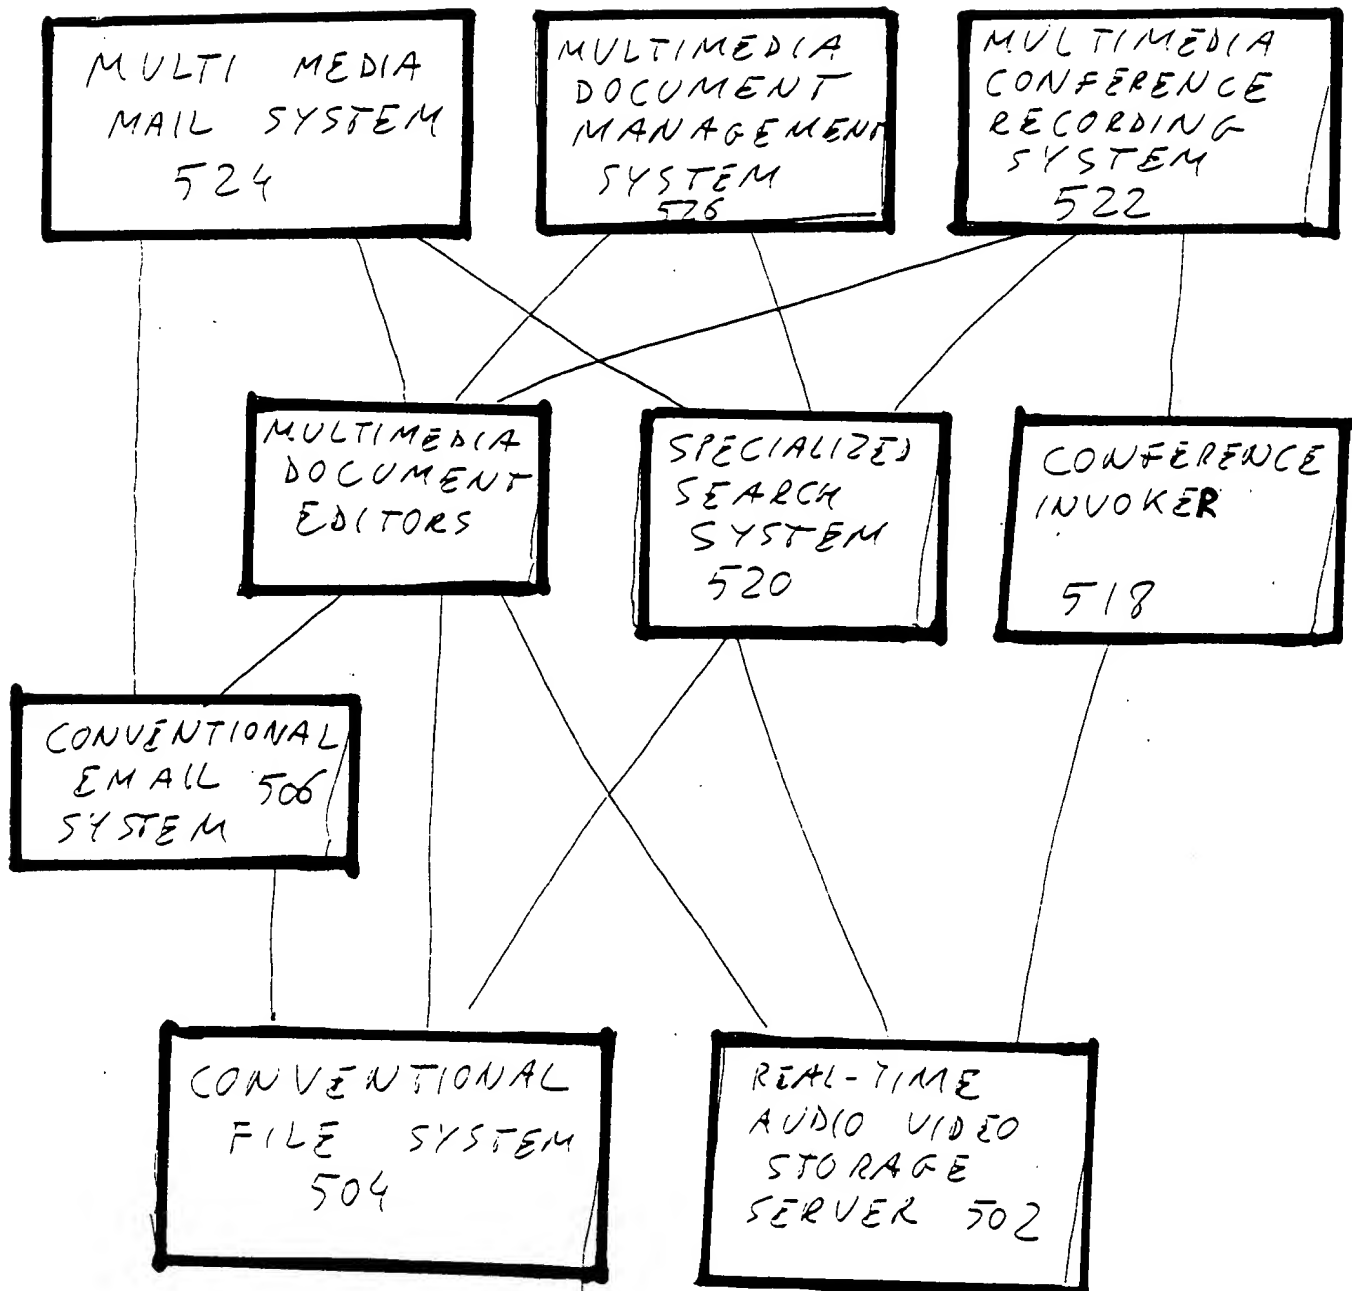 MULTI MEDIA
MAIL SYSTEM
524
MULTIMEDIA
DOCUMENT
MANAGEMENT
SYSTEM
526
MULTIMEDIA
CONFERENCE
RECORDING
SYSTEM
522
MULTIMEDIA
DOCUMENT
EDITORS
SPECIALIZED
SEARCH
SYSTEM
520
CONFERENCE
INVOKER
518
CONVENTIONAL
EMAIL 506
SYSTEM
CONVENTIONAL
FILE SYSTEM
504
REAL-TIME
AUDIO VIDEO
STORAGE
SERVER 502